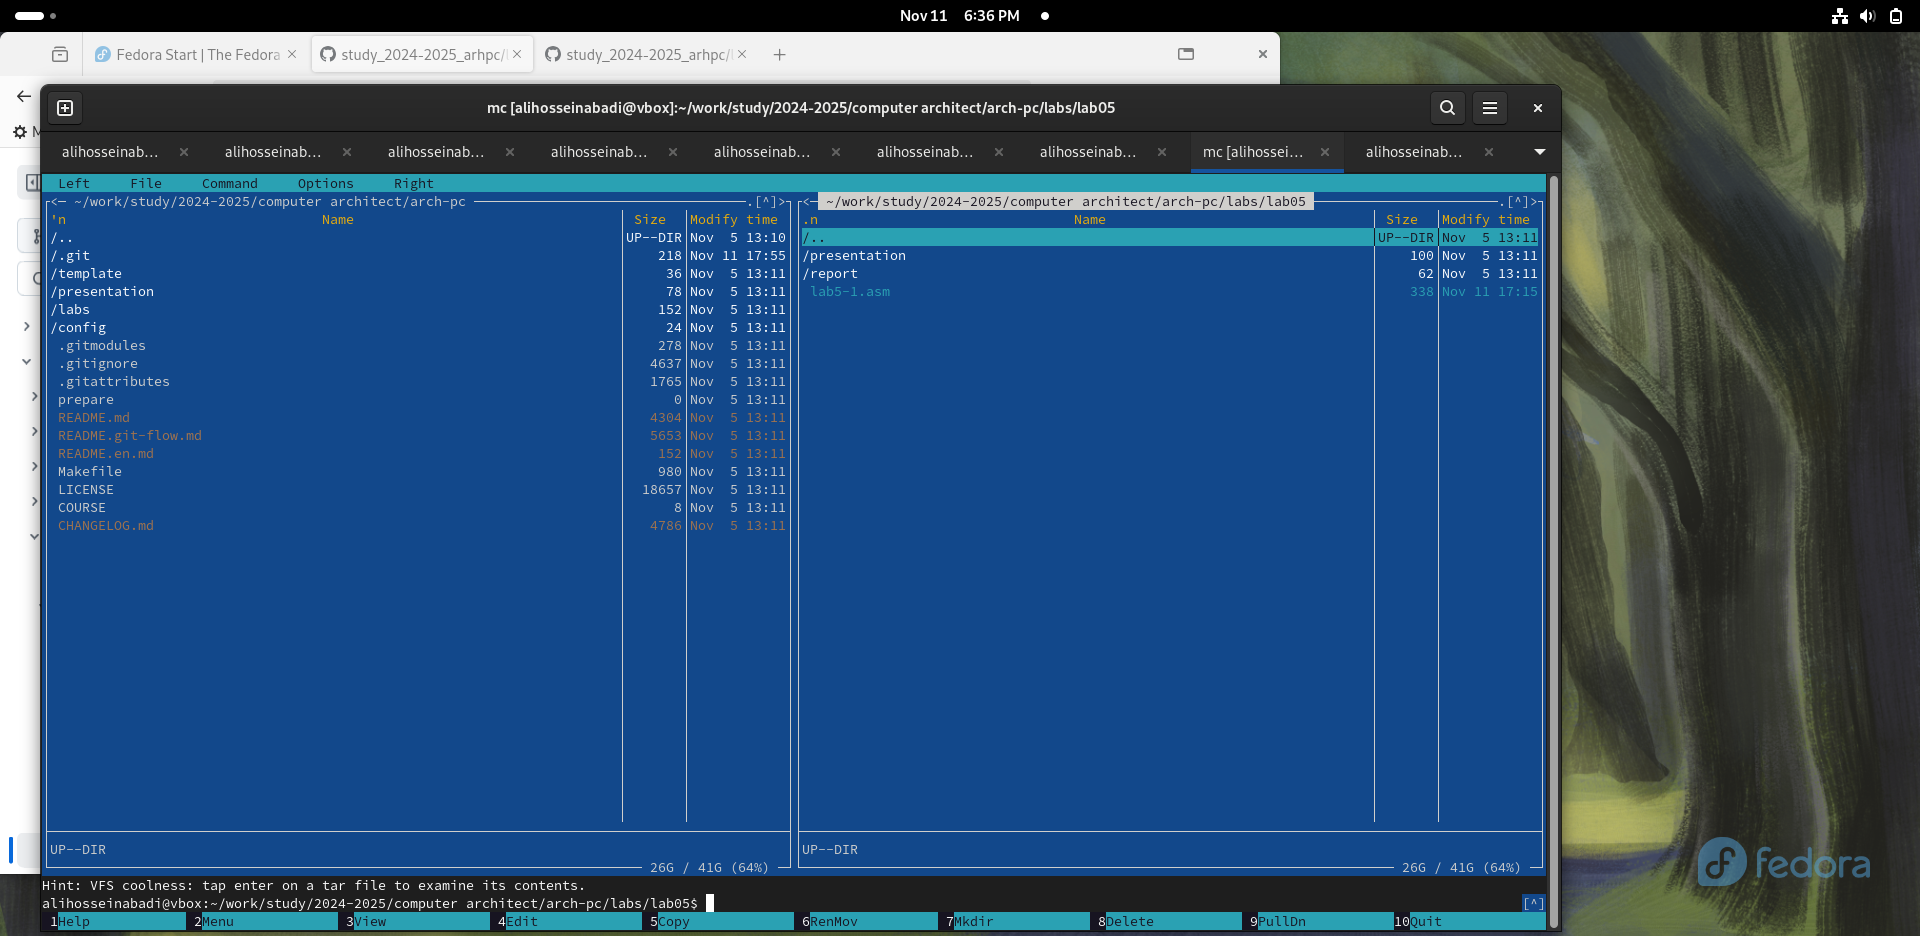 Nov 11 6:36 PM
Fedora Start | The Fedora
study_2024-2025_arhpc/
study_2024-2025_arhpc/
mc [alihosseinabadi@vbox]:~/work/study/2024-2025/computer architect/arch-pc/labs/lab05
alihosseinab... alihosseinab... alihosseinab... alihosseinab... alihosseinab... alihosseinab... alihosseinab... mc [alihossei... alihosseinab...
Left File Command Options Right
<─ ~/work/study/2024-2025/computer architect/arch-pc .[^]>
'n Name Size Modify time
/.. UP--DIR Nov 5 13:10
/.git 218 Nov 11 17:55
/template 36 Nov 5 13:11
/presentation 78 Nov 5 13:11
/labs 152 Nov 5 13:11
/config 24 Nov 5 13:11
.gitmodules 278 Nov 5 13:11
.gitignore 4637 Nov 5 13:11
.gitattributes 1765 Nov 5 13:11
prepare 0 Nov 5 13:11
README.md 4304 Nov 5 13:11
README.git-flow.md 5653 Nov 5 13:11
README.en.md 152 Nov 5 13:11
Makefile 980 Nov 5 13:11
LICENSE 18657 Nov 5 13:11
COURSE 8 Nov 5 13:11
CHANGELOG.md 4786 Nov 5 13:11
UP--DIR
26G / 41G (64%)
<─ ~/work/study/2024-2025/computer architect/arch-pc/labs/lab05 .[^]>
.n Name Size Modify time
/.. UP--DIR Nov 5 13:11
/presentation 100 Nov 5 13:11
/report 62 Nov 5 13:11
lab5-1.asm 338 Nov 11 17:15
UP--DIR
26G / 41G (64%)
Hint: VFS coolness: tap enter on a tar file to examine its contents.
alihosseinabadi@vbox:~/work/study/2024-2025/computer architect/arch-pc/labs/lab05$ [^]
1Help 2Menu 3View 4Edit 5Copy 6RenMov 7Mkdir 8Delete 9PullDn 10Quit
fedora